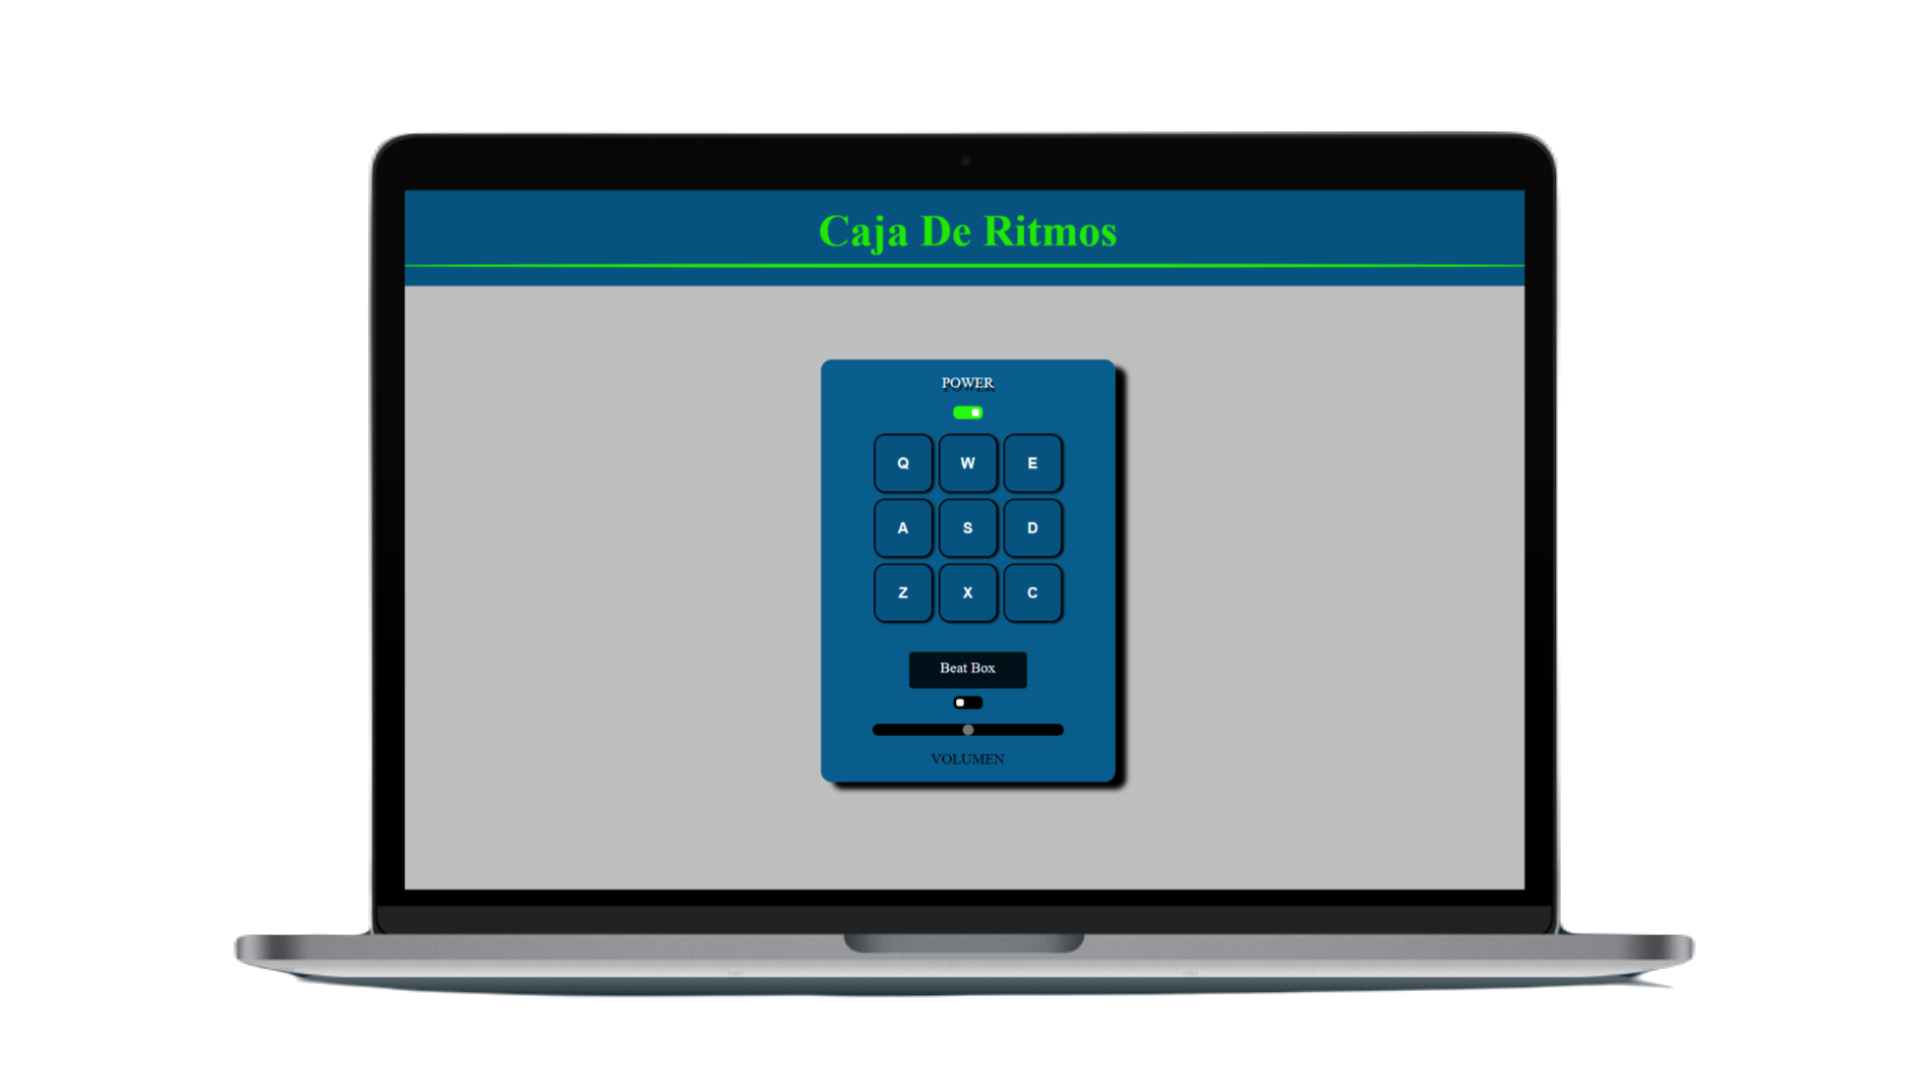 Caja De Ritmos
POWER
Q W E
A S D
Z X C
Beat Box
VOLUMEN